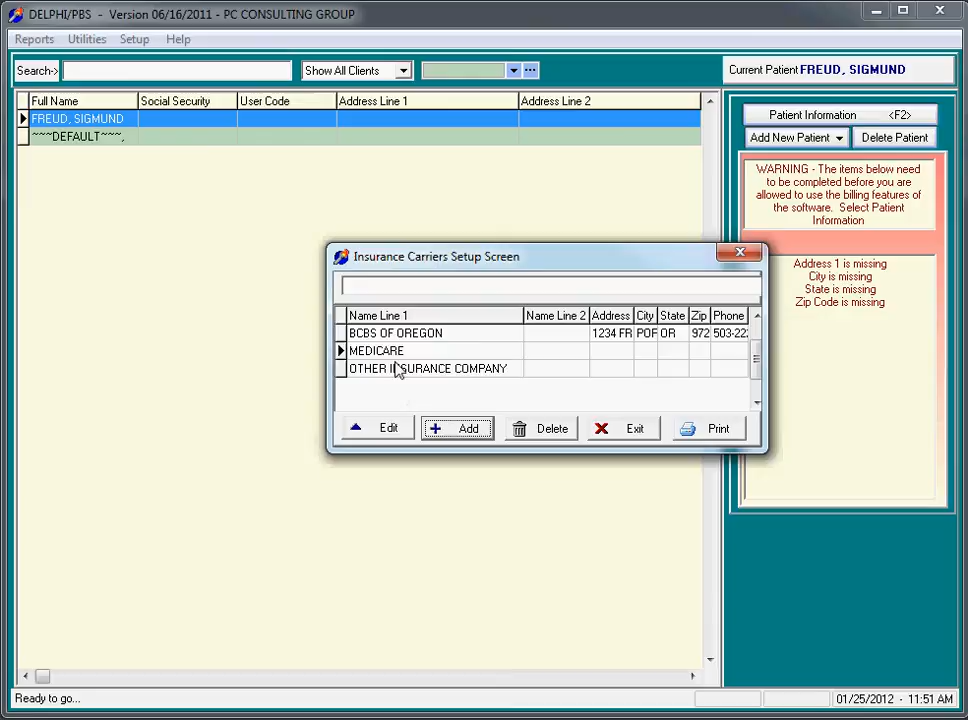 DELPHI/PBS - Version 06/16/2011 - PC CONSULTING GROUP
Reports Utilities Setup Help
Search-> Show All Clients
Current Patient FREUD, SIGMUND
Full Name Social Security User Code Address Line 1 Address Line 2
FREUD, SIGMUND
~~~DEFAULT~~~,
Patient Information <F2>
Add New Patient Delete Patient
WARNING - The items below need
to be completed before you are
allowed to use the billing features of
the software. Select Patient
Information
Address 1 is missing
City is missing
State is missing
Zip Code is missing
Insurance Carriers Setup Screen
Name Line 1 Name Line 2 Address City State Zip Phone
BCBS OF OREGON 1234 FR POF OR 972 503-22
MEDICARE
OTHER INSURANCE COMPANY
Edit Add Delete Exit Print
Ready to go... 01/25/2012 - 11:51 AM